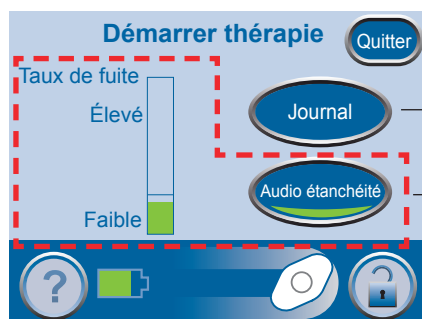 Démarrer thérapie
Quitter
Taux de fuite
Élevé
Journal
Audio étanchéité
Faible
?